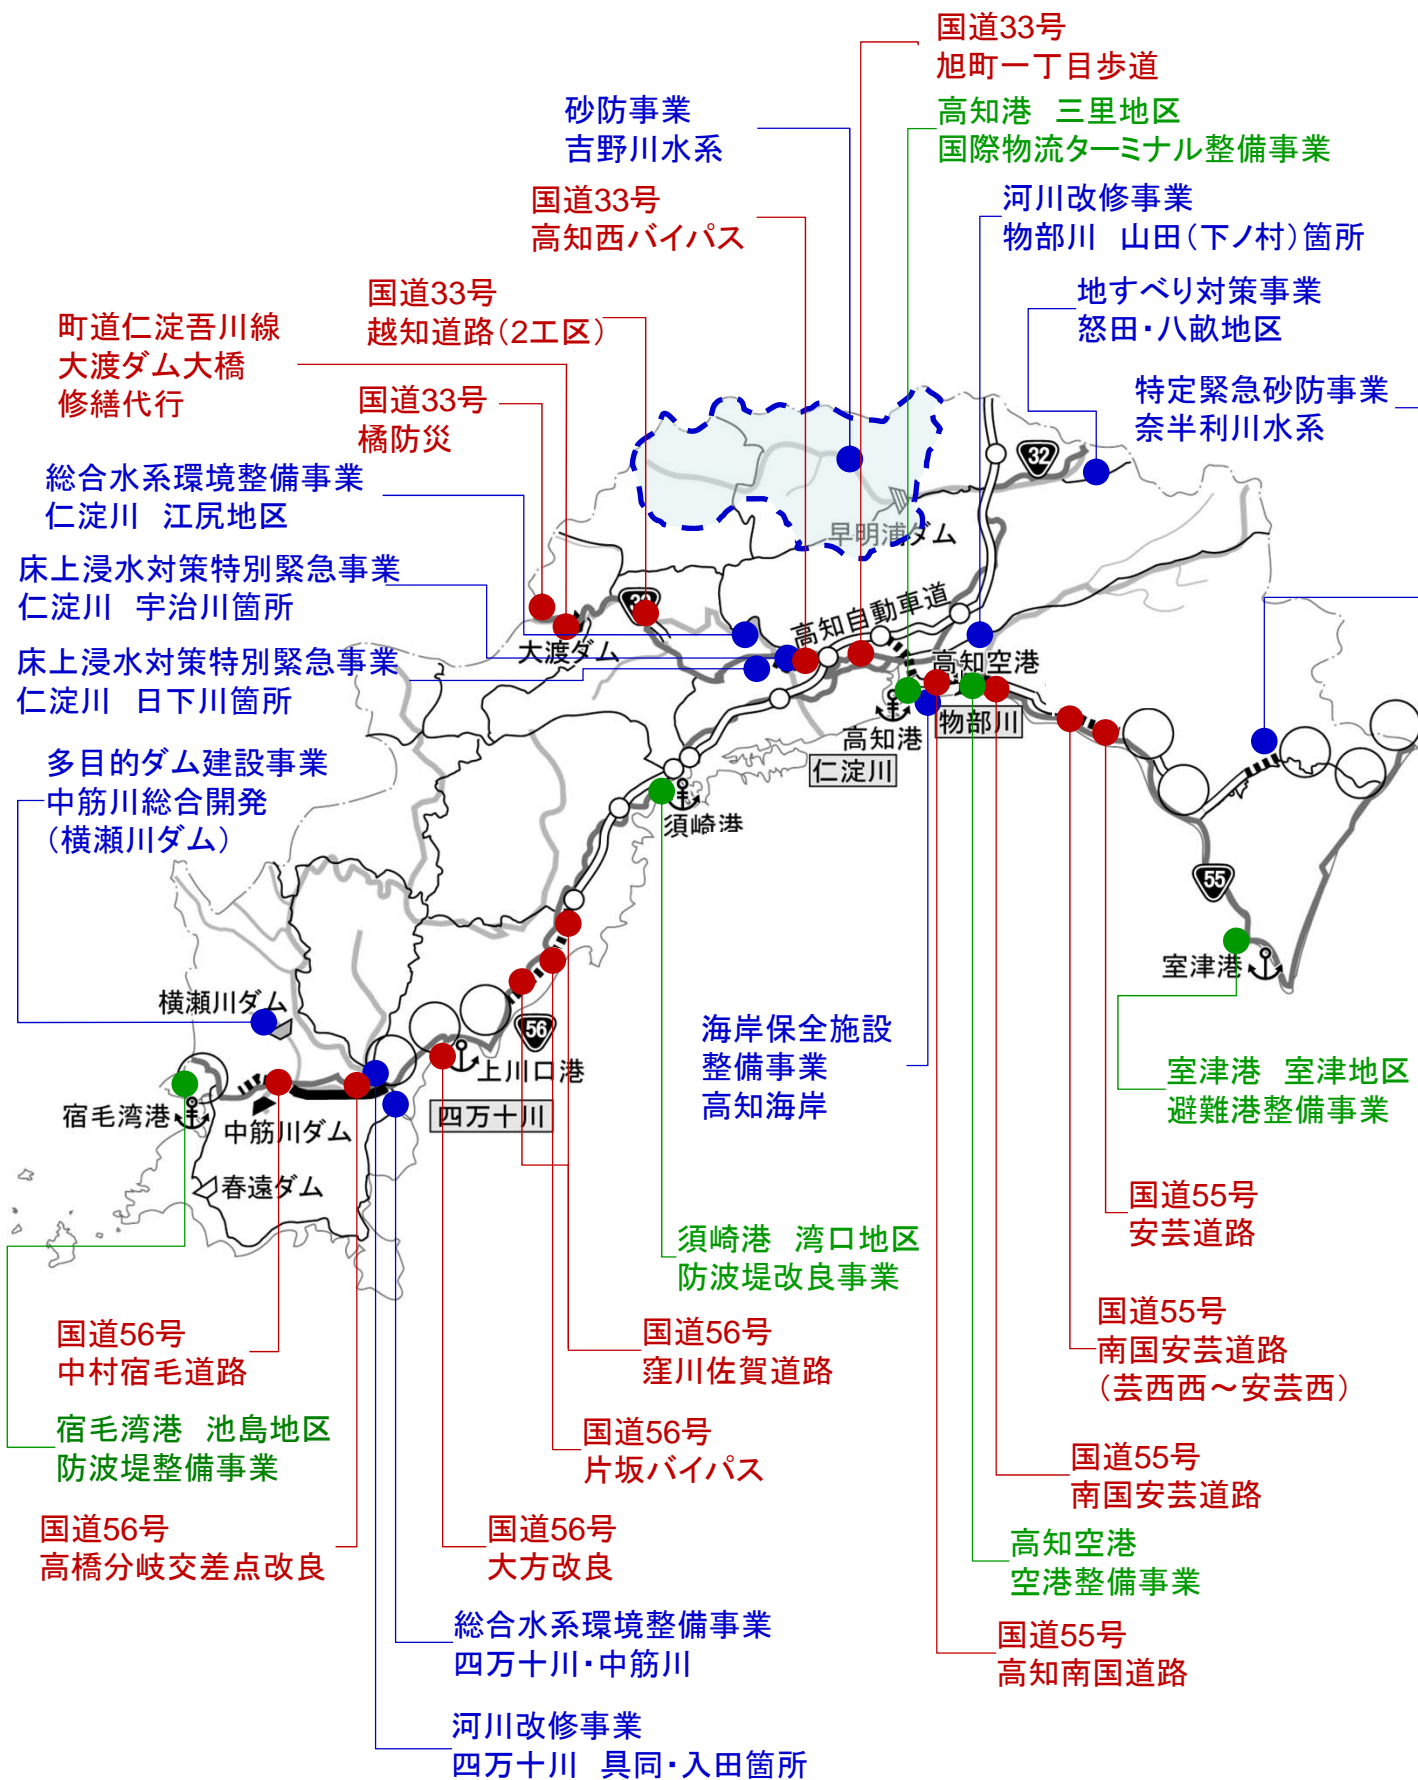 国道33号
旭町一丁目歩道
砂防事業
吉野川水系
高知港 三里地区
国際物流ターミナル整備事業
国道33号
高知西バイパス
河川改修事業
物部川 山田(下ノ村)箇所
国道33号
越知道路(2工区)
地すべり対策事業
怒田・八畝地区
町道仁淀吾川線
大渡ダム大橋
修繕代行
国道33号
橘防災
特定緊急砂防事業
奈半利川水系
32
総合水系環境整備事業
仁淀川 江尻地区
早明浦ダム
床上浸水対策特別緊急事業
仁淀川 宇治川箇所
高知自動車道
大渡ダム
床上浸水対策特別緊急事業
仁淀川 日下川箇所
高知空港
物部川
高知港
仁淀川
多目的ダム建設事業
中筋川総合開発
(横瀬川ダム)
須崎港
55
室津港
横瀬川ダム
56
上川口港
海岸保全施設
整備事業
高知海岸
室津港 室津地区
避難港整備事業
宿毛湾港
中筋川ダム
四万十川
春遠ダム
国道55号
安芸道路
須崎港 湾口地区
防波堤改良事業
国道56号
中村宿毛道路
国道56号
窪川佐賀道路
国道55号
南国安芸道路
(芸西西～安芸西)
宿毛湾港 池島地区
防波堤整備事業
国道56号
片坂バイパス
国道55号
南国安芸道路
国道56号
高橋分岐交差点改良
国道56号
大方改良
高知空港
空港整備事業
総合水系環境整備事業
四万十川・中筋川
国道55号
高知南国道路
河川改修事業
四万十川 具同・入田箇所